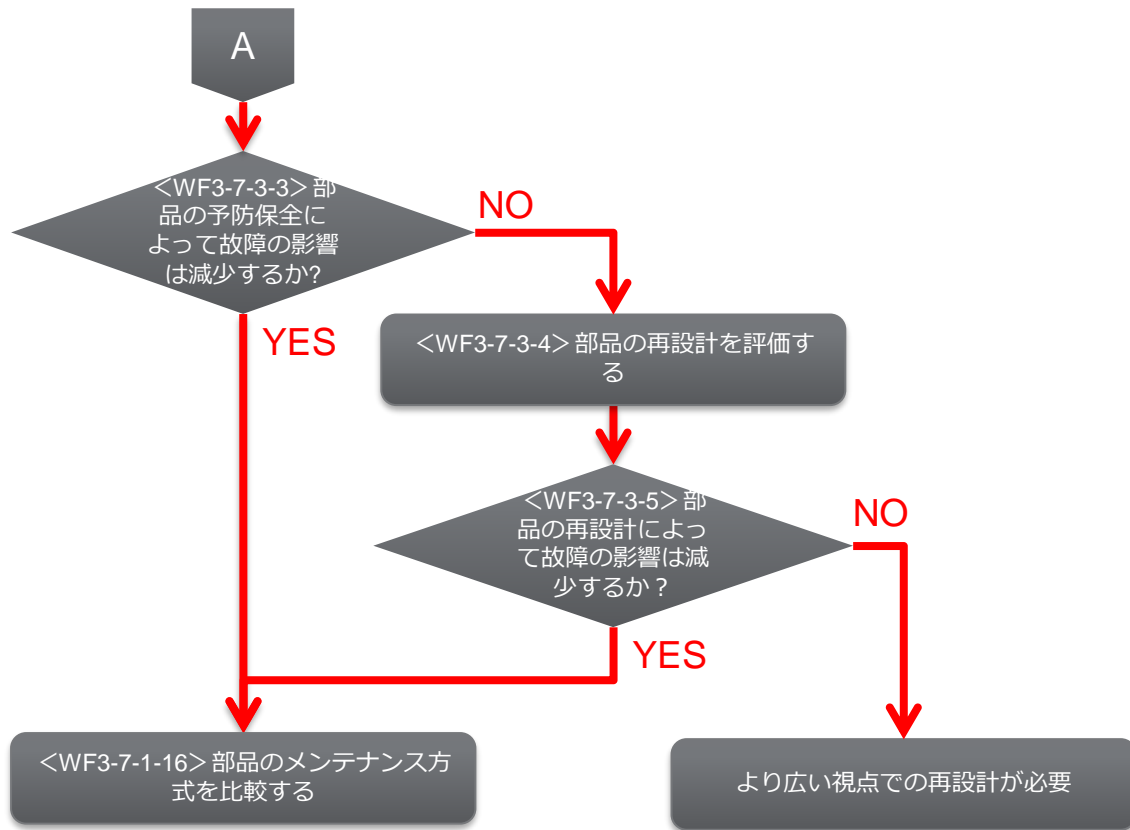 A
<WF3-7-3-3>部
品の予防保全に
よって故障の影響
は減少するか?
NO
YES
<WF3-7-3-4>部品の再設計を評価す
る
<WF3-7-3-5>部
品の再設計によっ
て故障の影響は減
少するか？
NO
YES
<WF3-7-1-16>部品のメンテナンス方
式を比較する
より広い視点での再設計が必要